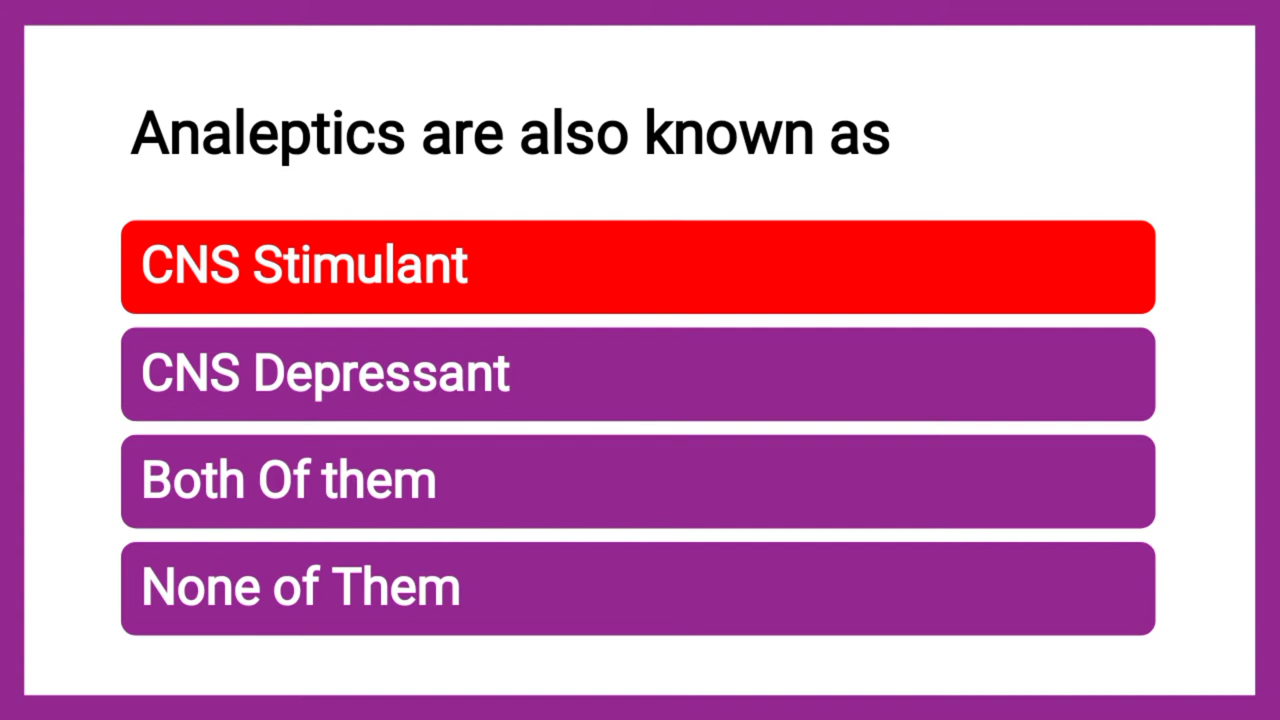 Analeptics are also known as
CNS Stimulant
CNS Depressant
Both Of them
None of Them